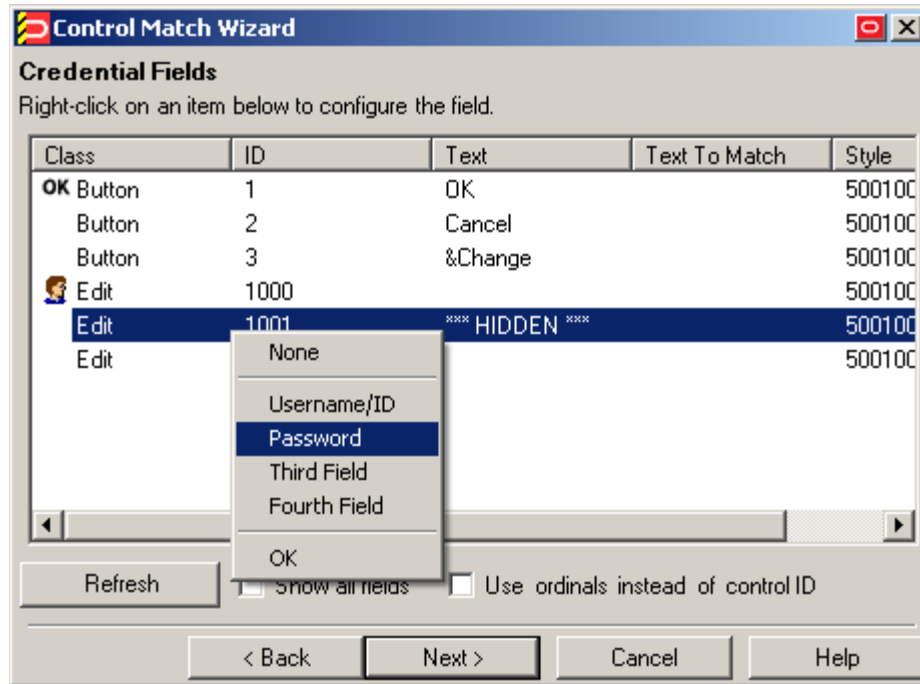 Control Match Wizard
Credential Fields
Right-click on an item below to configure the field.
Class ID Text Text To Match Style
OK Button 1 OK 500100
Button 2 Cancel 500100
Button 3 &Change 500100
Edit 1000 500100
Edit 1001 *** HIDDEN *** 500100
Edit 500100
None
Username/ID
Password
Third Field
Fourth Field
OK
Refresh Show all fields Use ordinals instead of control ID
< Back Next > Cancel Help